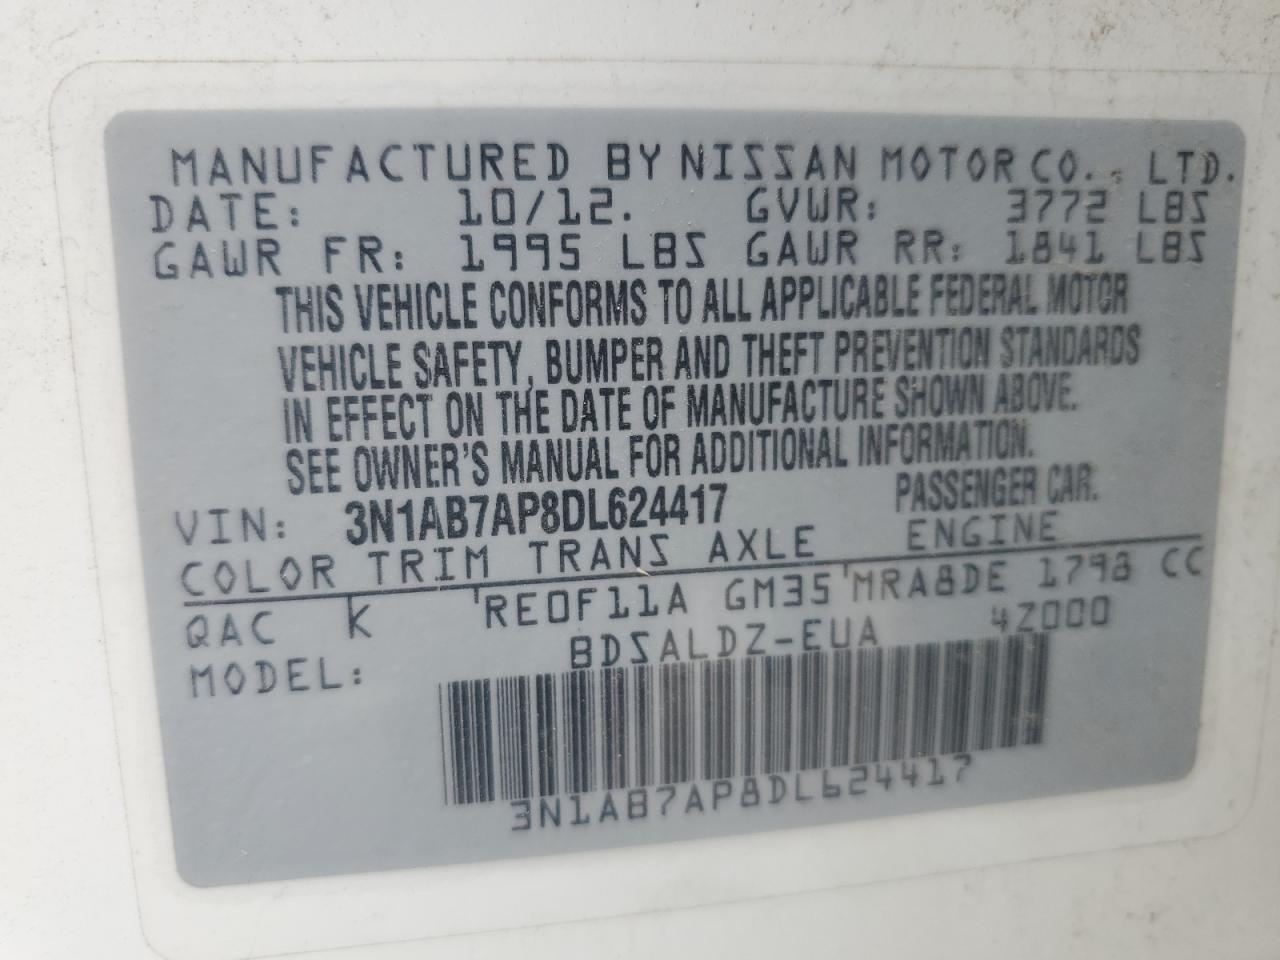 MANUFACTURED BY NISSAN MOTOR CO., LTD.
DATE: 10/12. GVWR: 3772 LBS
GAWR FR: 1995 LBS GAWR RR: 1841 LBS
THIS VEHICLE CONFORMS TO ALL APPLICABLE FEDERAL MOTOR
VEHICLE SAFETY, BUMPER AND THEFT PREVENTION STANDARDS
IN EFFECT ON THE DATE OF MANUFACTURE SHOWN ABOVE.
SEE OWNER'S MANUAL FOR ADDITIONAL INFORMATION.
VIN: 3N1AB7AP8DL624417 PASSENGER CAR.
COLOR TRIM TRANS AXLE ENGINE
QAC K RE0F11A GM35 MRA8DE 1798 CC
MODEL: BDSALDZ-EUA 4Z000
3N1AB7AP8DL624417